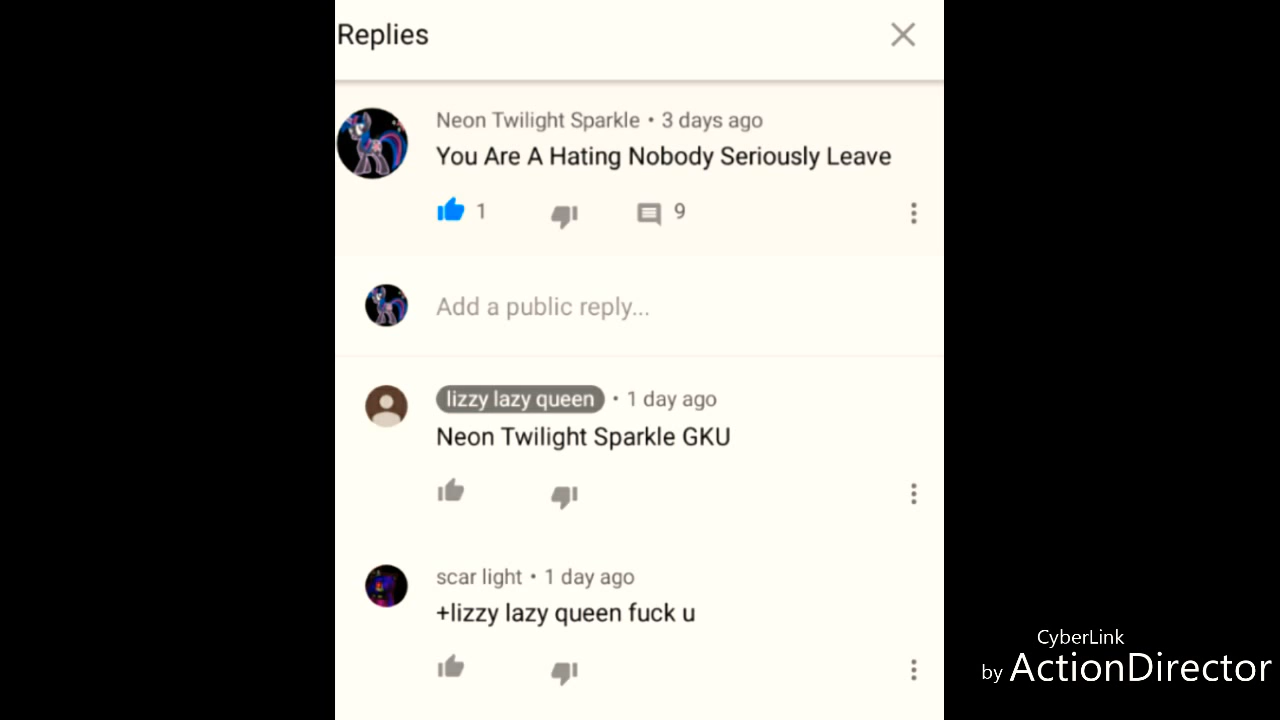 Replies
Neon Twilight Sparkle • 3 days ago
You Are A Hating Nobody Seriously Leave
1 9
Add a public reply...
lizzy lazy queen • 1 day ago
Neon Twilight Sparkle GKU
scar light • 1 day ago
+lizzy lazy queen fuck u
CyberLink
by ActionDirector